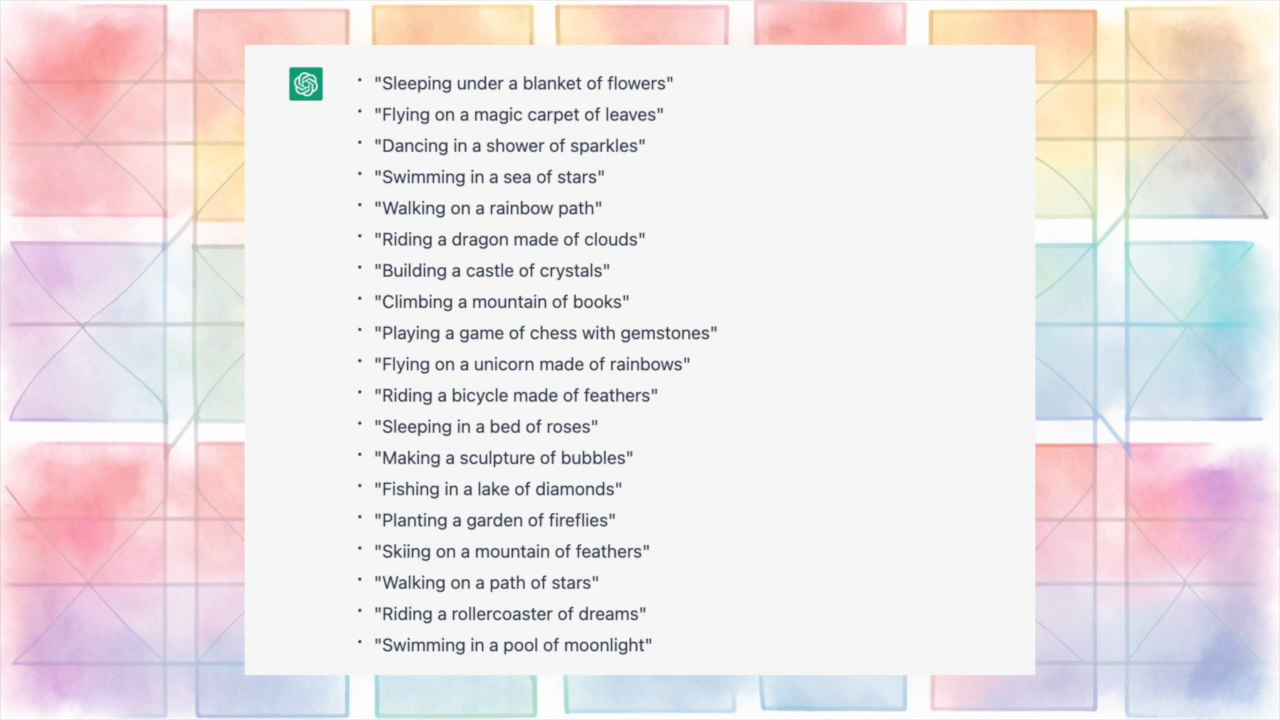 · "Sleeping under a blanket of flowers"
· "Flying on a magic carpet of leaves"
· "Dancing in a shower of sparkles"
· "Swimming in a sea of stars"
· "Walking on a rainbow path"
· "Riding a dragon made of clouds"
· "Building a castle of crystals"
· "Climbing a mountain of books"
· "Playing a game of chess with gemstones"
· "Flying on a unicorn made of rainbows"
· "Riding a bicycle made of feathers"
· "Sleeping in a bed of roses"
· "Making a sculpture of bubbles"
· "Fishing in a lake of diamonds"
· "Planting a garden of fireflies"
· "Skiing on a mountain of feathers"
· "Walking on a path of stars"
· "Riding a rollercoaster of dreams"
· "Swimming in a pool of moonlight"